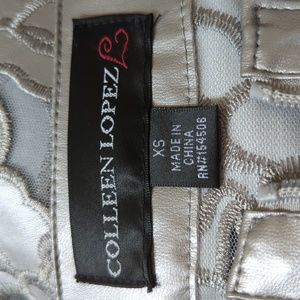 COLLEEN LOPEZ
XS
MADE IN
CHINA
RN#154506